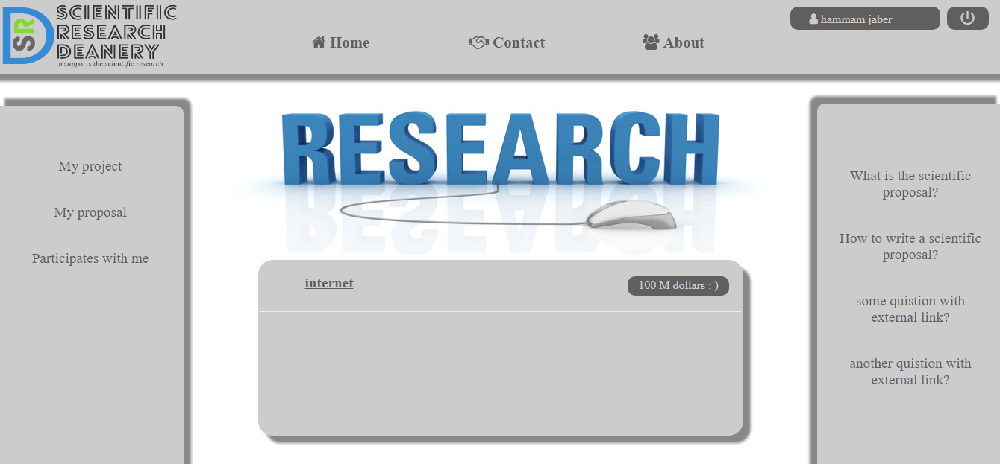 SCIENTIFIC
RESEARCH
DEANERY
to supports the scientific research
SR
Home
Contact
About
hammam jaber
My project
My proposal
Participates with me
RESEARCH
internet
100 M dollars : )
What is the scientific
proposal?
How to write a scientific
proposal?
some quistion with
external link?
another quistion with
external link?